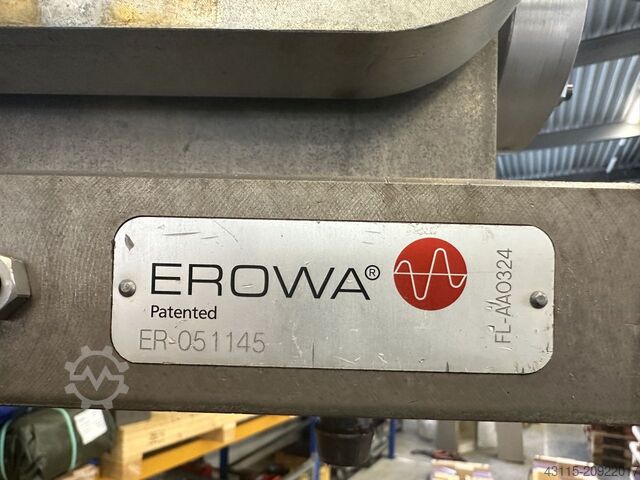 EROWA®
Patented
ER-051145
FL-AA0324
43115-20922017